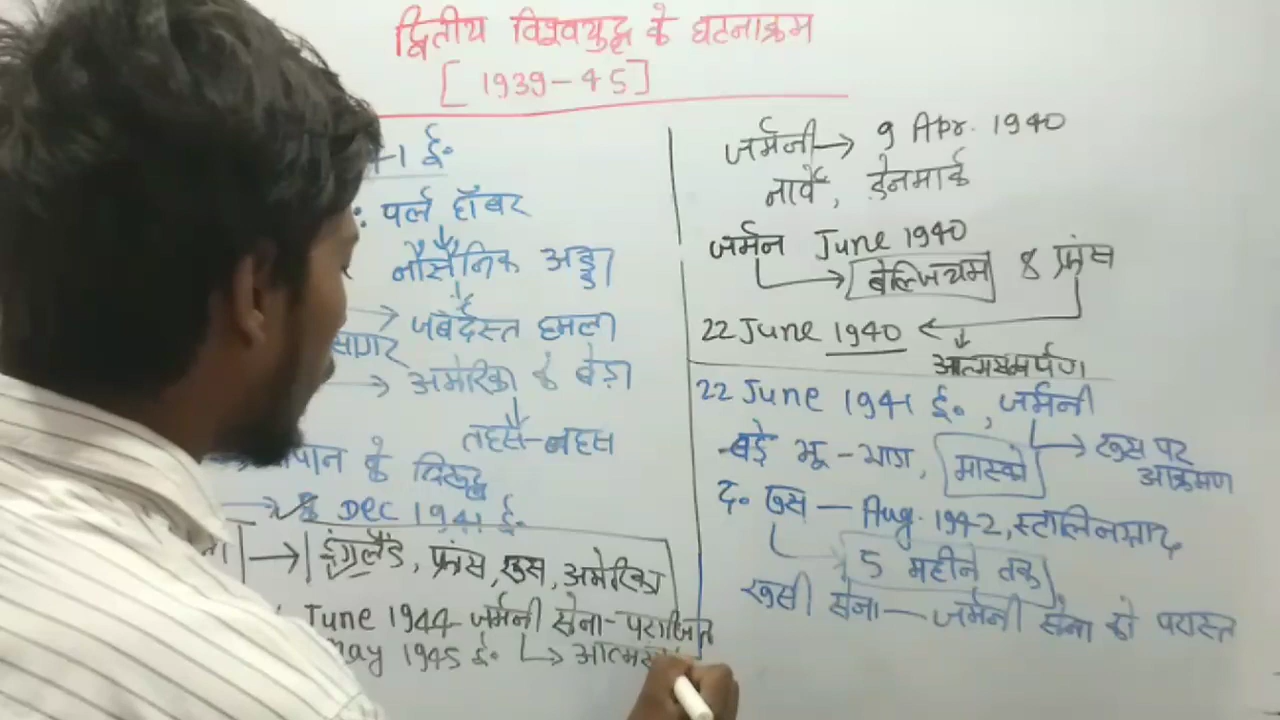 द्वितीय विश्वयुद्ध के घटनाक्रम
[1939-45]
ई॰
: पर्ल हॉबर
नौसैनिक अड्डा
→ जबर्दस्त हमला
सागर
→ अमेरिका के बेड़ा
तहस-नहस
के विरूद्ध
→ 8 Dec 1941 ई॰
→ इंग्लैंड, फ्रांस, रूस, अमेरिका
June 1944 जर्मनी सेना-पराजित
May 1945 ई॰ → आत्मस
जर्मनी → 9 Apr. 1940
नार्वे, डेनमार्क
जर्मन June 1940
→ बेल्जियम & फ्रांस
22 June 1940 ←
आत्मसमर्पण
22 June 1941 ई॰, जर्मनी
→ रूस पर
आक्रमण
-बड़े भू-भाग, मास्को
द॰ रूस — Aug. 1942, स्टालिनग्राद
5 महीने तक
रूसी सेना — जर्मनी सेना को परास्त